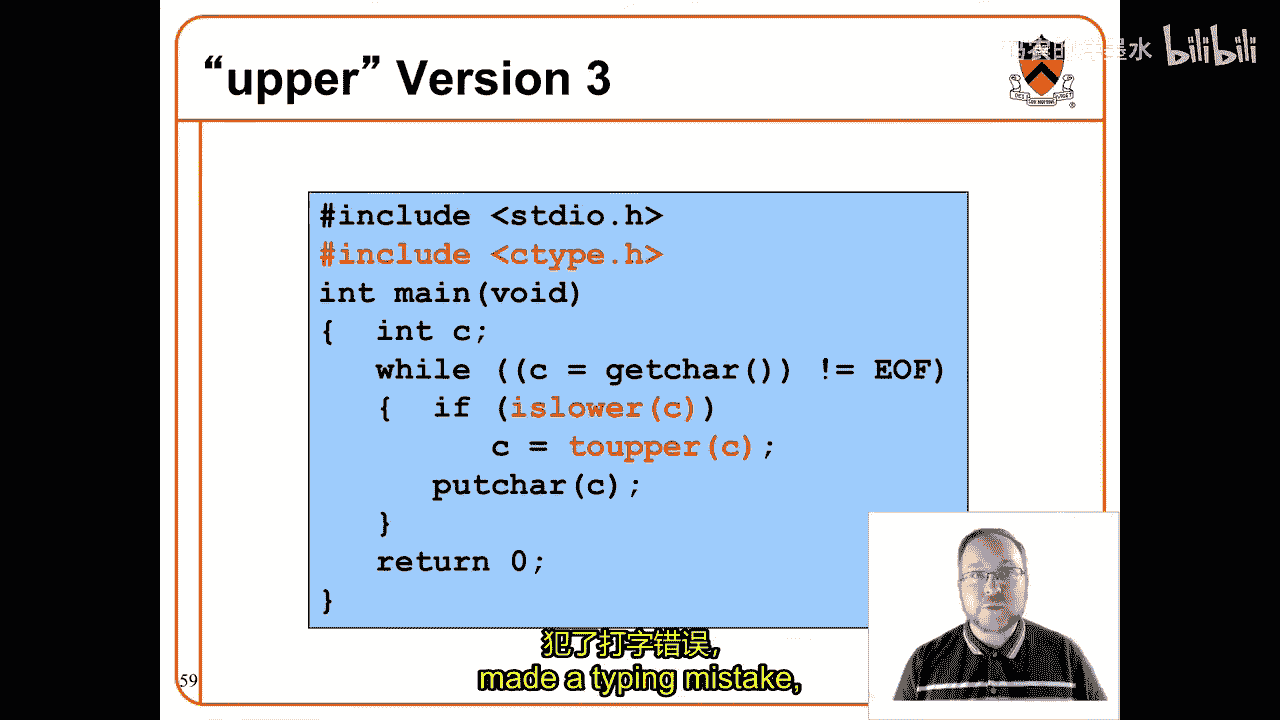 “upper” Version 3
bilibili
#include <stdio.h>
#include <ctype.h>
int main(void)
{  int c;
   while ((c = getchar()) != EOF)
   {  if (islower(c))
         c = toupper(c);
      putchar(c);
   }
   return 0;
}
犯了打字错误,
made a typing mistake,
59